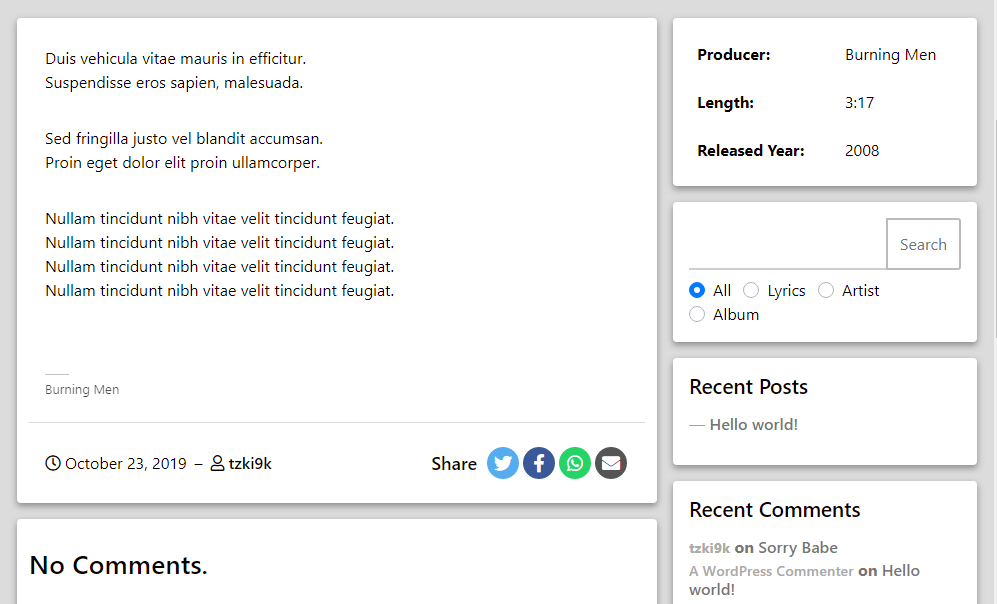 Duis vehicula vitae mauris in efficitur.
Suspendisse eros sapien, malesuada.
Sed fringilla justo vel blandit accumsan.
Proin eget dolor elit proin ullamcorper.
Nullam tincidunt nibh vitae velit tincidunt feugiat.
Nullam tincidunt nibh vitae velit tincidunt feugiat.
Nullam tincidunt nibh vitae velit tincidunt feugiat.
Nullam tincidunt nibh vitae velit tincidunt feugiat.
Burning Men
October 23, 2019 – tzki9k
Share
No Comments.
Producer: Burning Men
Length: 3:17
Released Year: 2008
Search
All Lyrics Artist
Album
Recent Posts
— Hello world!
Recent Comments
tzki9k on Sorry Babe
A WordPress Commenter on Hello
world!